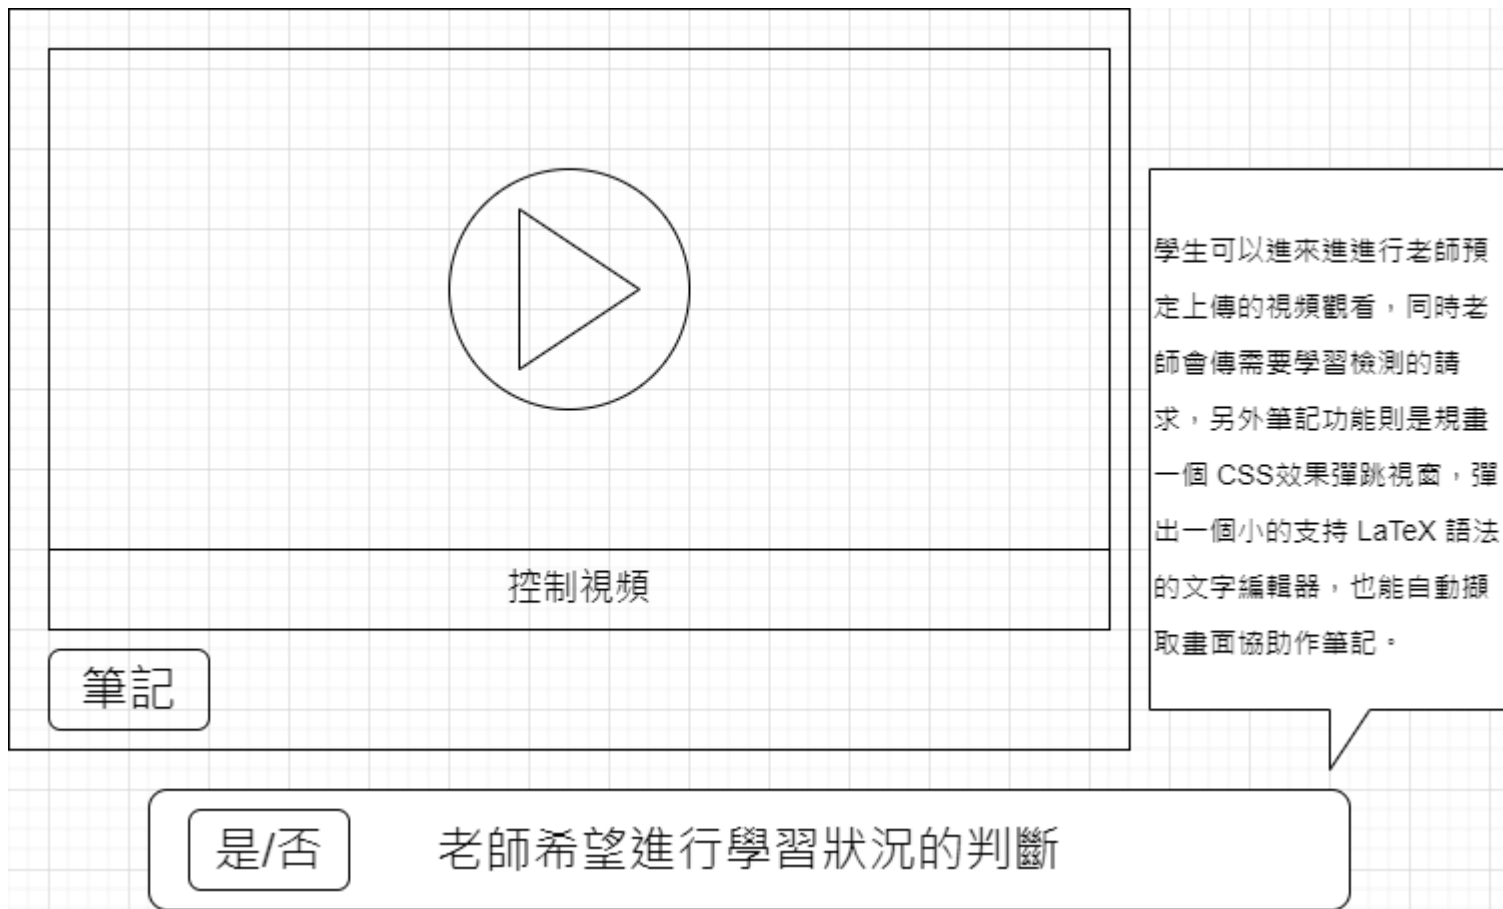 學生可以進來進進行老師預
定上傳的視頻觀看，同時老
師會傳需要學習檢測的請
求，另外筆記功能則是規畫
一個 CSS效果彈跳視窗，彈
出一個小的支持 LaTeX 語法
的文字編輯器，也能自動擷
取畫面協助作筆記。
控制視頻
筆記
是/否
老師希望進行學習狀況的判斷